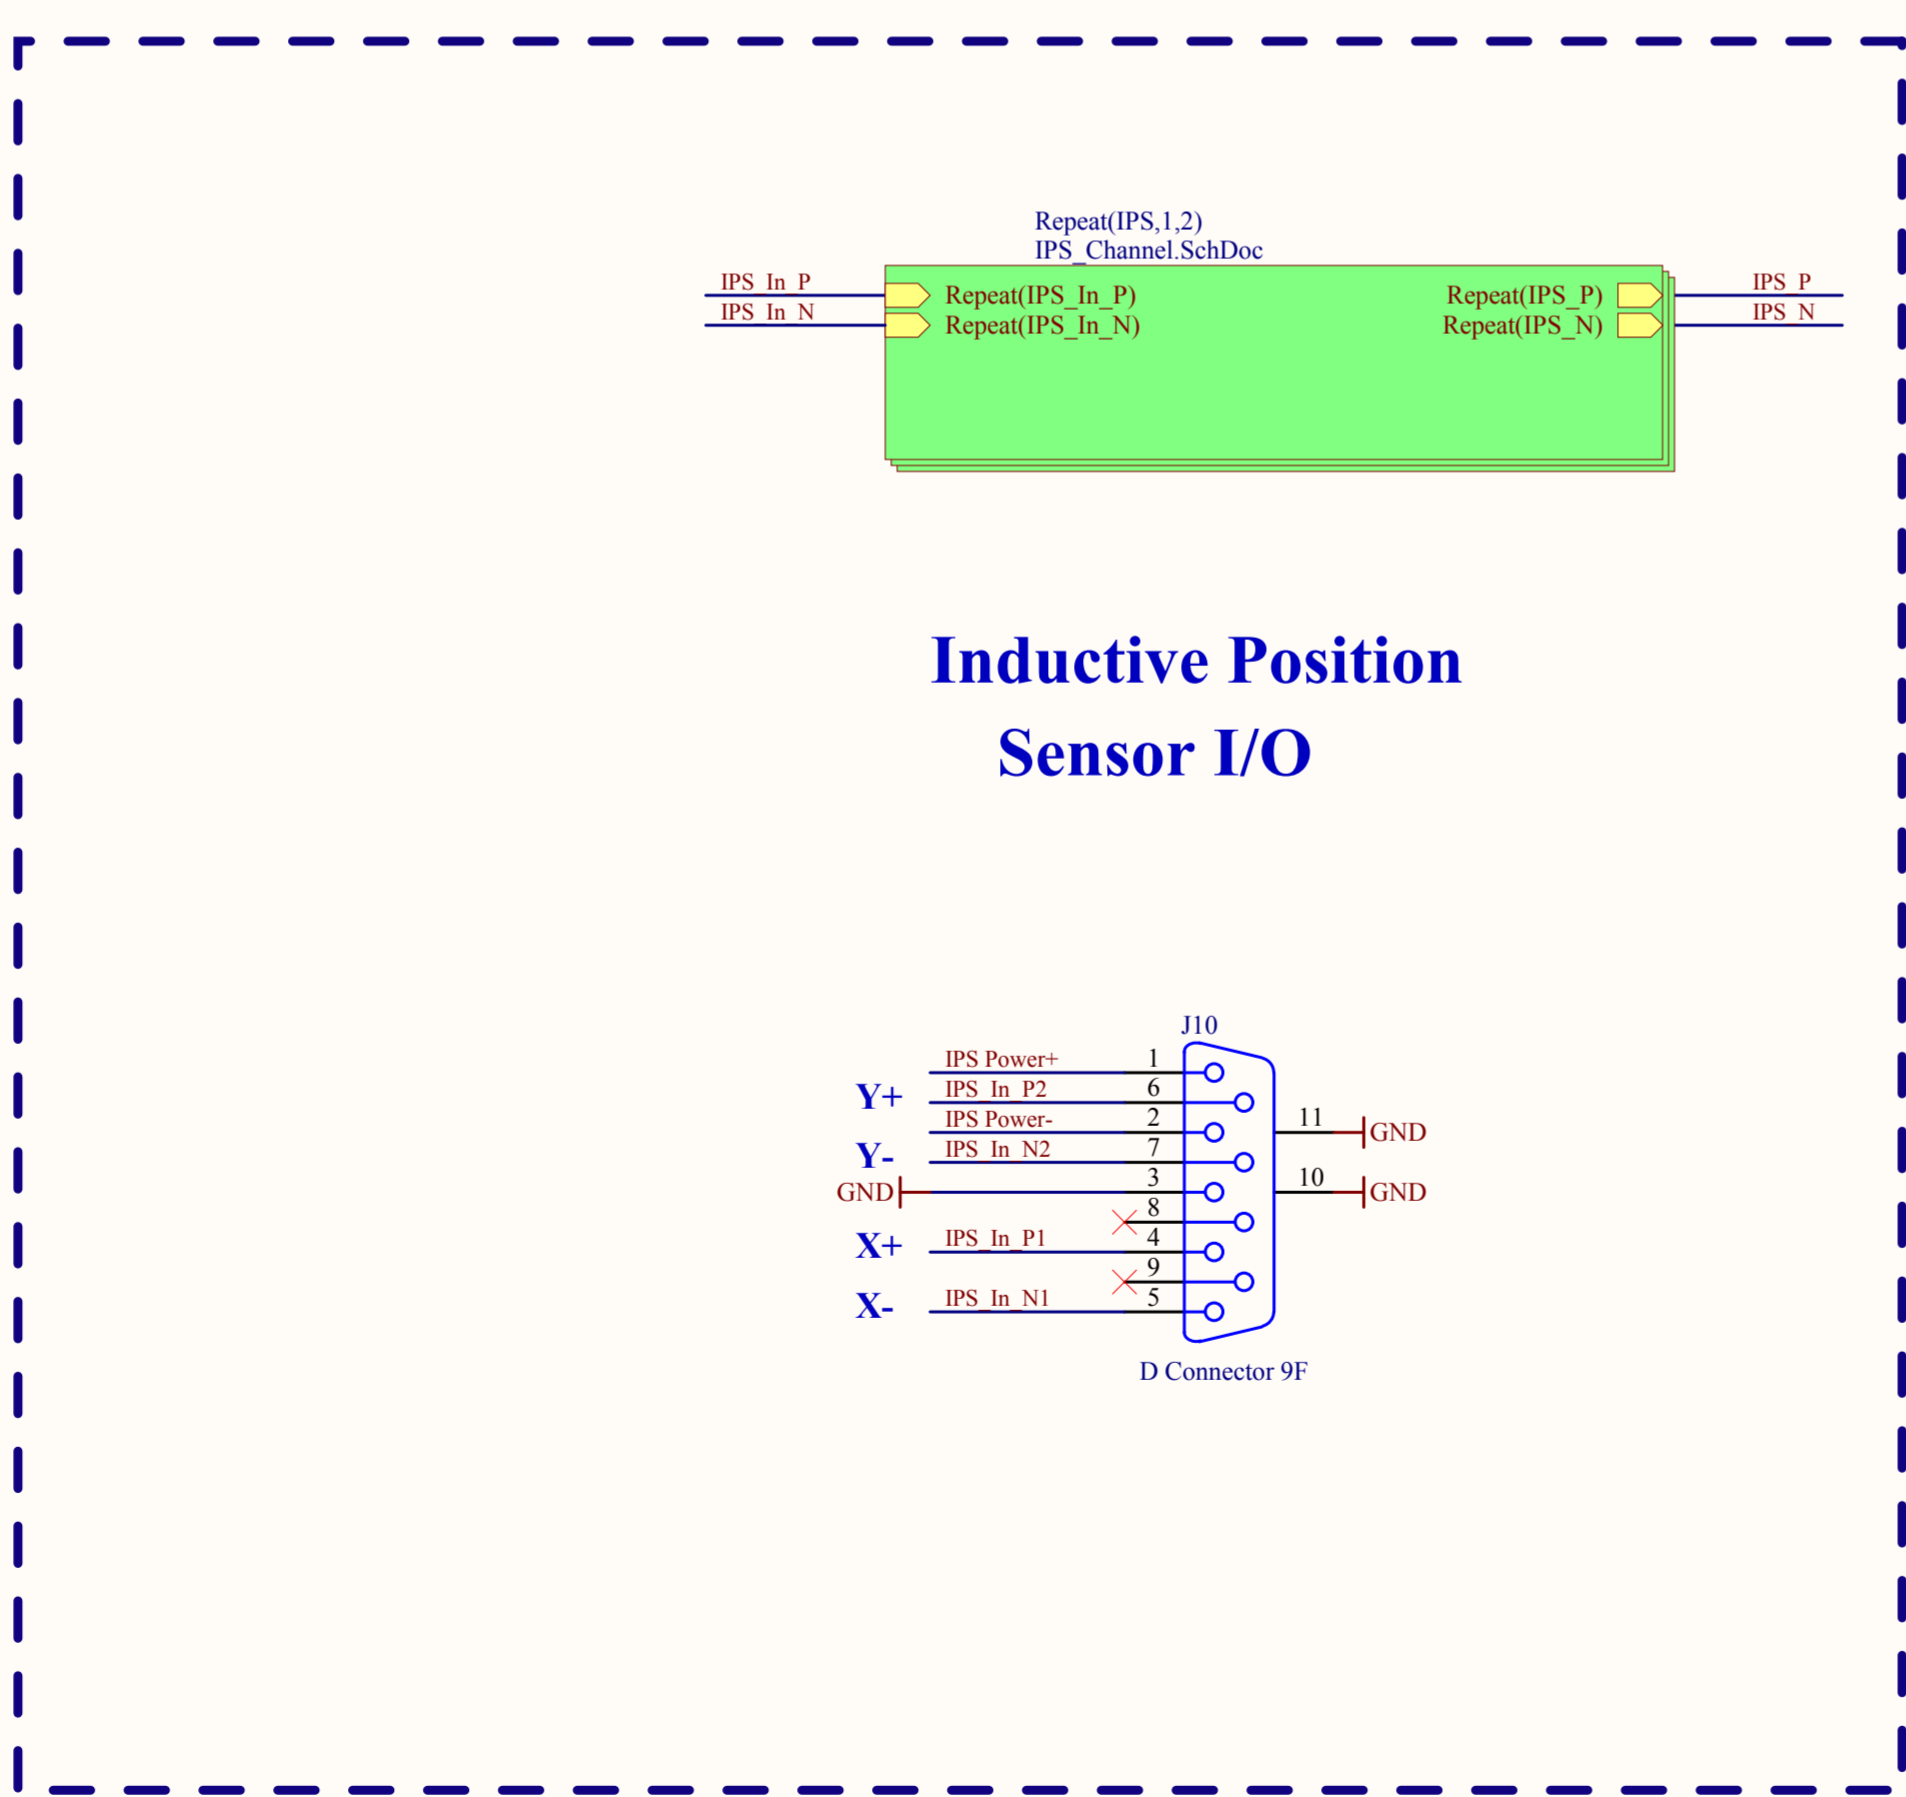 Repeat(IPS,1,2)
IPS_Channel.SchDoc
IPS_In_P
Repeat(IPS_In_P)
Repeat(IPS_P)
IPS_P
IPS_In_N
Repeat(IPS_In_N)
Repeat(IPS_N)
IPS_N
Inductive Position
Sensor I/O
J10
IPS Power+ 1
Y+ IPS_In_P2 6
IPS Power- 2
11 GND
Y- IPS_In_N2 7
GND 3
10 GND
8
X+ IPS_In_P1 4
9
X- IPS_In_N1 5
D Connector 9F